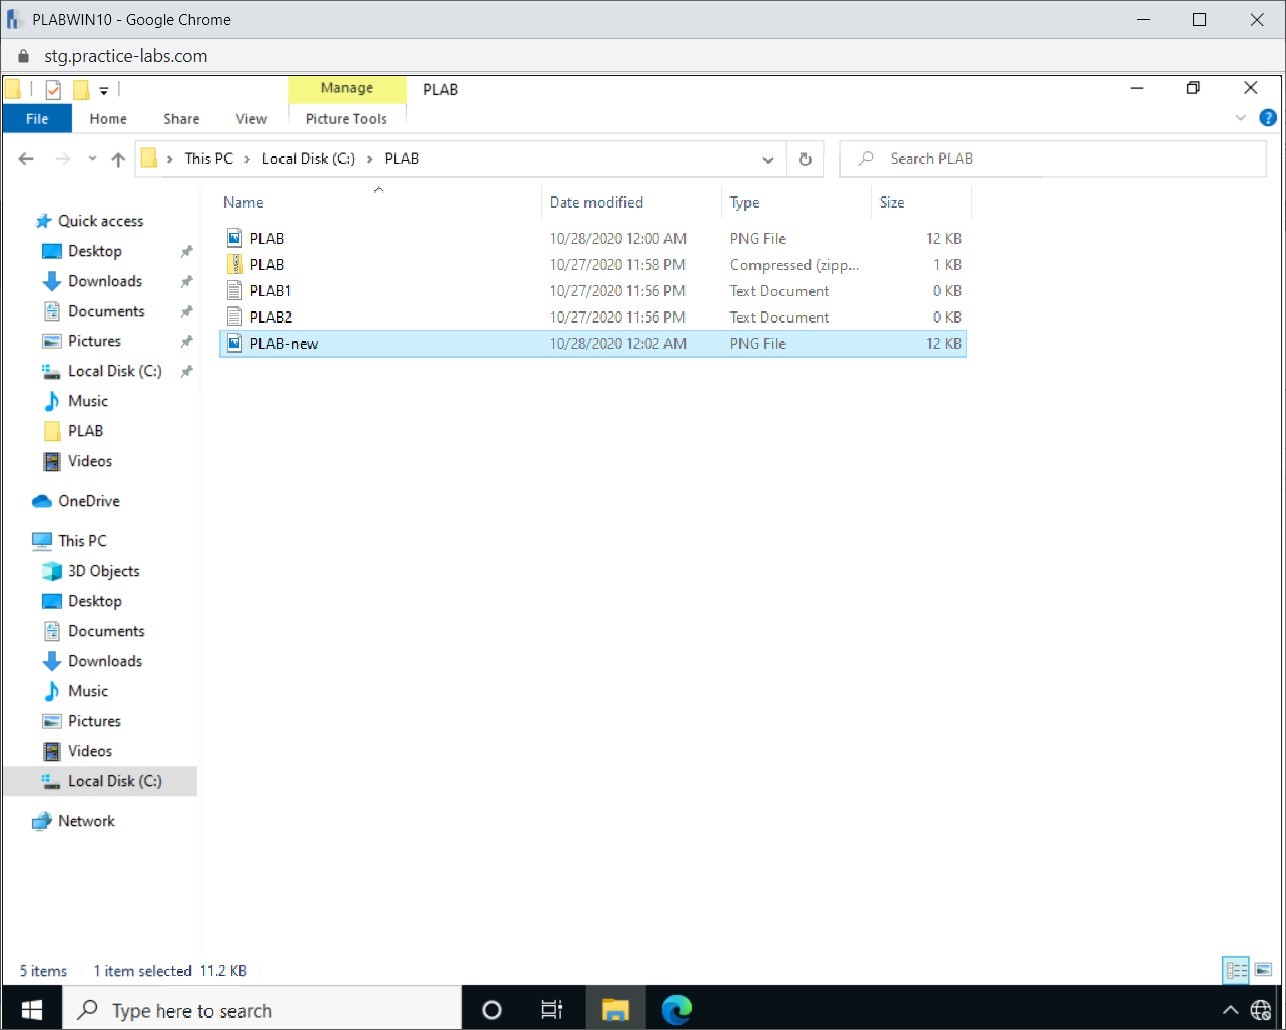 PLABWIN10 - Google Chrome
stg.practice-labs.com
Manage PLAB
File Home Share View Picture Tools
This PC Local Disk (C:) PLAB Search PLAB
Name Date modified Type Size
PLAB 10/28/2020 12:00 AM PNG File 12 KB
PLAB 10/27/2020 11:58 PM Compressed (zipp... 1 KB
PLAB1 10/27/2020 11:56 PM Text Document 0 KB
PLAB2 10/27/2020 11:56 PM Text Document 0 KB
PLAB-new 10/28/2020 12:02 AM PNG File 12 KB
Quick access
Desktop
Downloads
Documents
Pictures
Local Disk (C:)
Music
PLAB
Videos
OneDrive
This PC
3D Objects
Desktop
Documents
Downloads
Music
Pictures
Videos
Local Disk (C:)
Network
5 items 1 item selected 11.2 KB
Type here to search